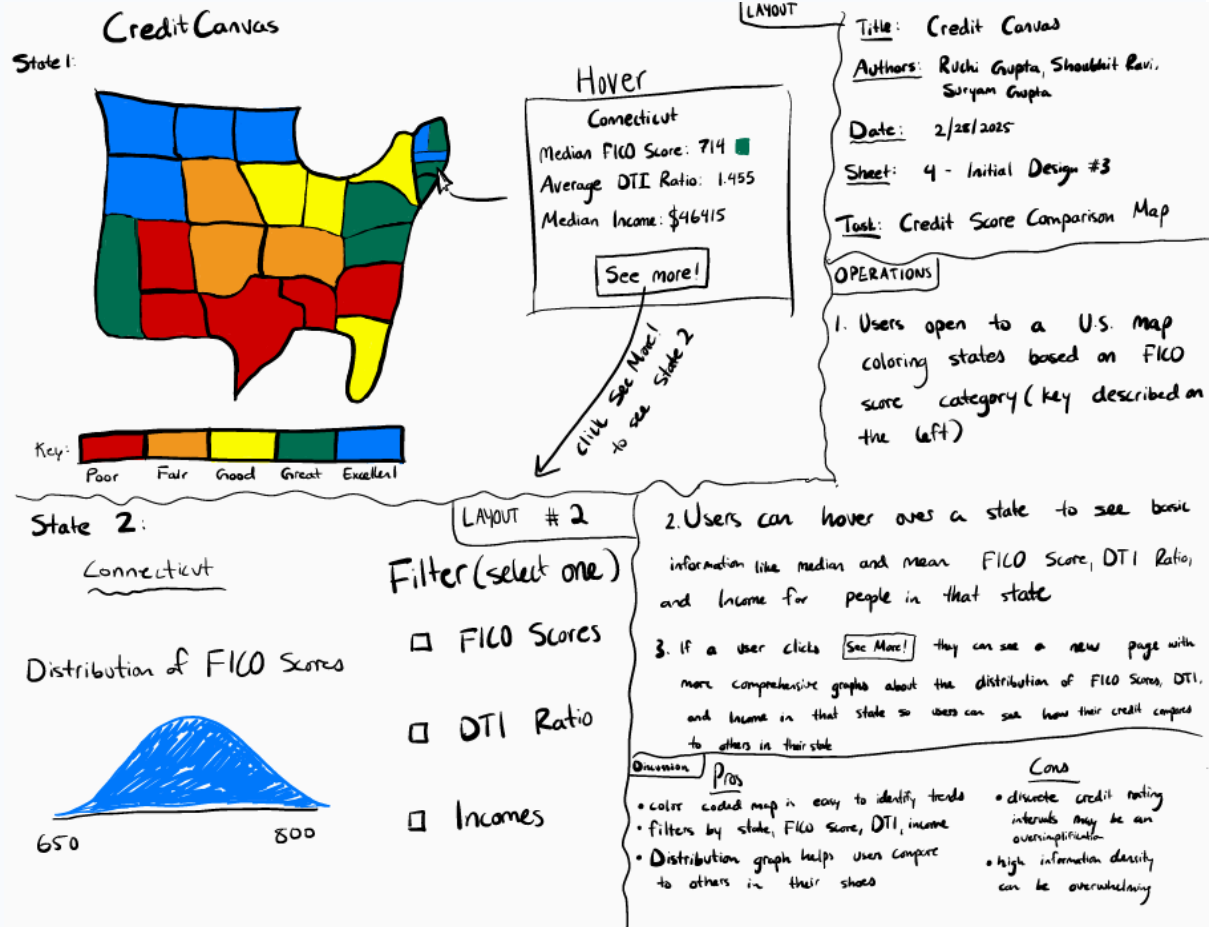 Credit Canvas
State 1:
Hover
Connecticut
Median FICO Score: 714
Average DTI Ratio: 1.455
Median Income: $46415
See more!
click See More!
to see State 2
Key:
Poor
Fair
Good
Great
Excellent
LAYOUT
Title: Credit Canvas
Authors: Ruchi Gupta, Shoubhit Ravi,
Suryam Gupta
Date: 2/28/2025
Sheet: 4 - Initial Design #3
Task: Credit Score Comparison Map
OPERATIONS
1. Users open to a U.S. map
coloring states based on FICO
score category (key described on
the left)
2. Users can hover over a state to see basic
information like median and mean FICO Score, DTI Ratio,
and Income for people in that state
3. If a user clicks See More! they can see a new page with
more comprehensive graphs about the distribution of FICO Scores, DTI,
and Income in that state so users can see how their credit compares
to others in their state
State 2:
LAYOUT #2
Connecticut
Distribution of FICO Scores
650
800
Filter (select one)
FICO Scores
DTI Ratio
Incomes
Discussion
Pros
• color coded map is easy to identify trends
• filters by state, FICO score, DTI, income
• Distribution graph helps users compare
to others in their shoes
Cons
• discrete credit rating
intervals may be an
oversimplification
• high information density
can be overwhelming